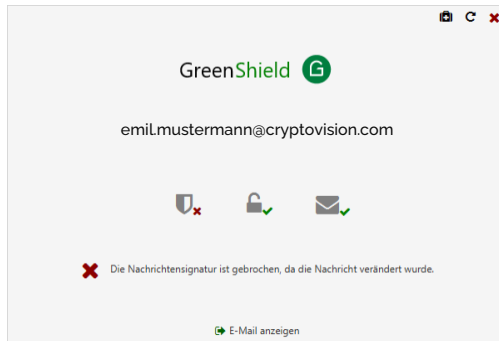 GreenShield G
emil.mustermann@cryptovision.com
Die Nachrichtensignatur ist gebrochen, da die Nachricht verändert wurde.
E-Mail anzeigen